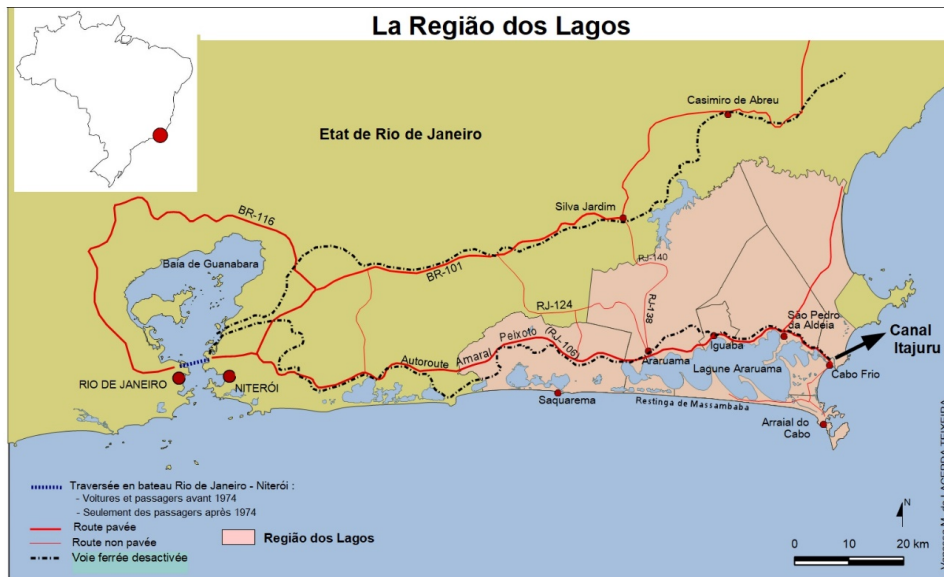 La Região dos Lagos
Casimiro de Abreu
Etat de Rio de Janeiro
Silva Jardim
BR-116
Baia de Guanabara
BR-101
RJ-140
RJ-124
RJ-138
São Pedro
da Aldéia
Canal
Itajuru
Autoroute Amaral Peixoto (RJ-106)
Iguaba
Araruama
Lagune Araruama
Cabo Frio
RIO DE JANEIRO
NITERÓI
Saquarema
Restinga de Massambaba
Arraial do
Cabo
Traversée en bateau Rio de Janeiro - Niterói :
- Voitures et passagers avant 1974
- Seulement des passagers après 1974
Route pavée
Route non pavée
Voie ferrée desactivée
Região dos Lagos
N
0 10 20 km
M. de LACERDA TEIXEIRA